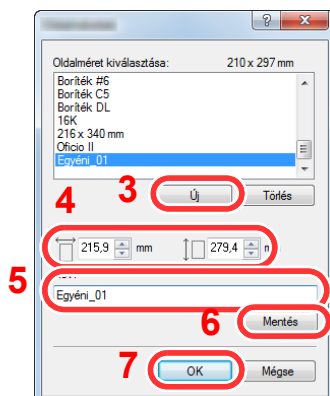 Oldalméret kiválasztása: 210 x 297 mm
Boríték #6
Boríték C5
Boríték DL
16K
216 x 340 mm
Oficio II
Egyéni_01
3
Új Törlés
4
215,9 mm 279,4
5
Egyéni_01
6
Mentés
7
OK Mégse